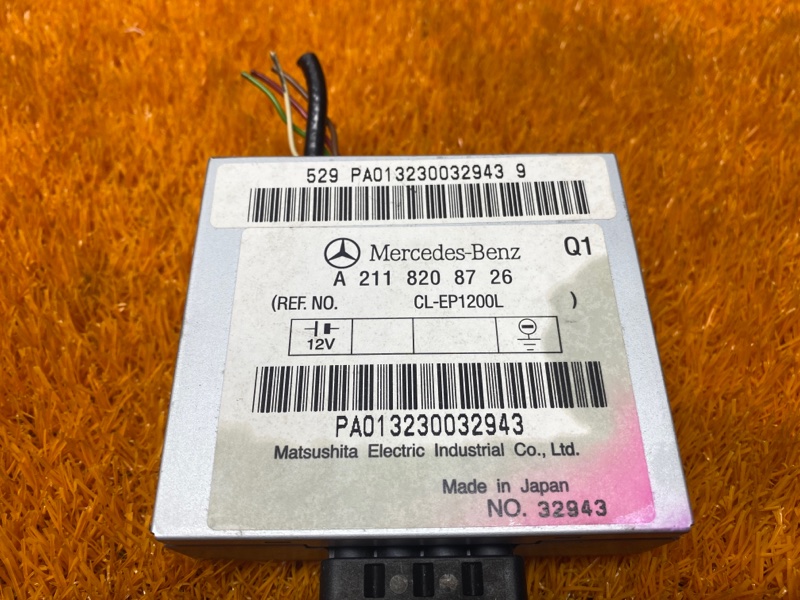 529 PA013230032943 9
Mercedes-Benz Q1
A 211 820 87 26
(REF. NO. CL-EP1200L )
12V
PA013230032943
Matsushita Electric Industrial Co., Ltd.
Made in Japan
NO. 32943